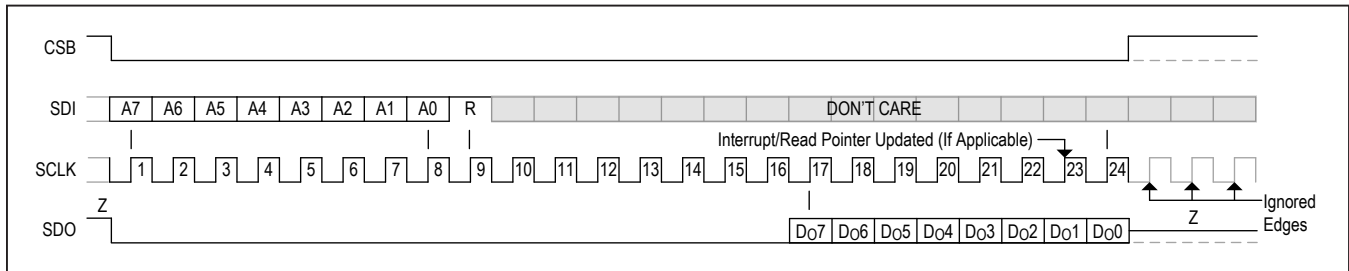 CSB
SDI A7 A6 A5 A4 A3 A2 A1 A0 R DON'T CARE
Interrupt/Read Pointer Updated (If Applicable)
SCLK 1 2 3 4 5 6 7 8 9 10 11 12 13 14 15 16 17 18 19 20 21 22 23 24
Z Z Ignored Edges
SDO DO7 DO6 DO5 DO4 DO3 DO2 DO1 DO0